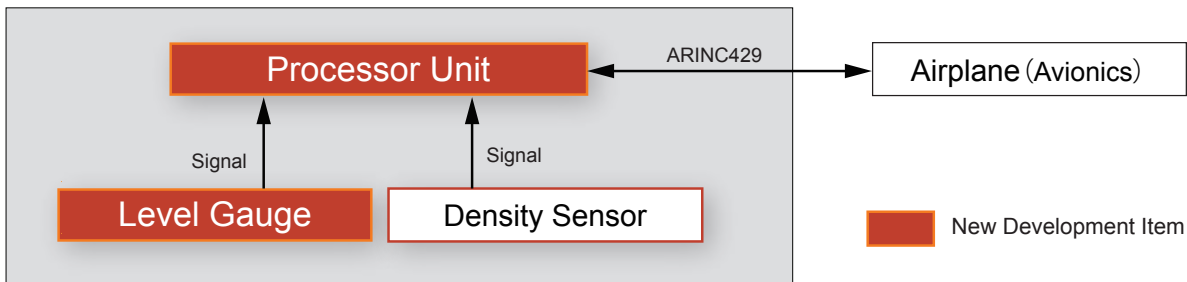 Processor Unit
ARINC429
Airplane（Avionics）
Signal
Signal
Level Gauge
Density Sensor
New Development Item